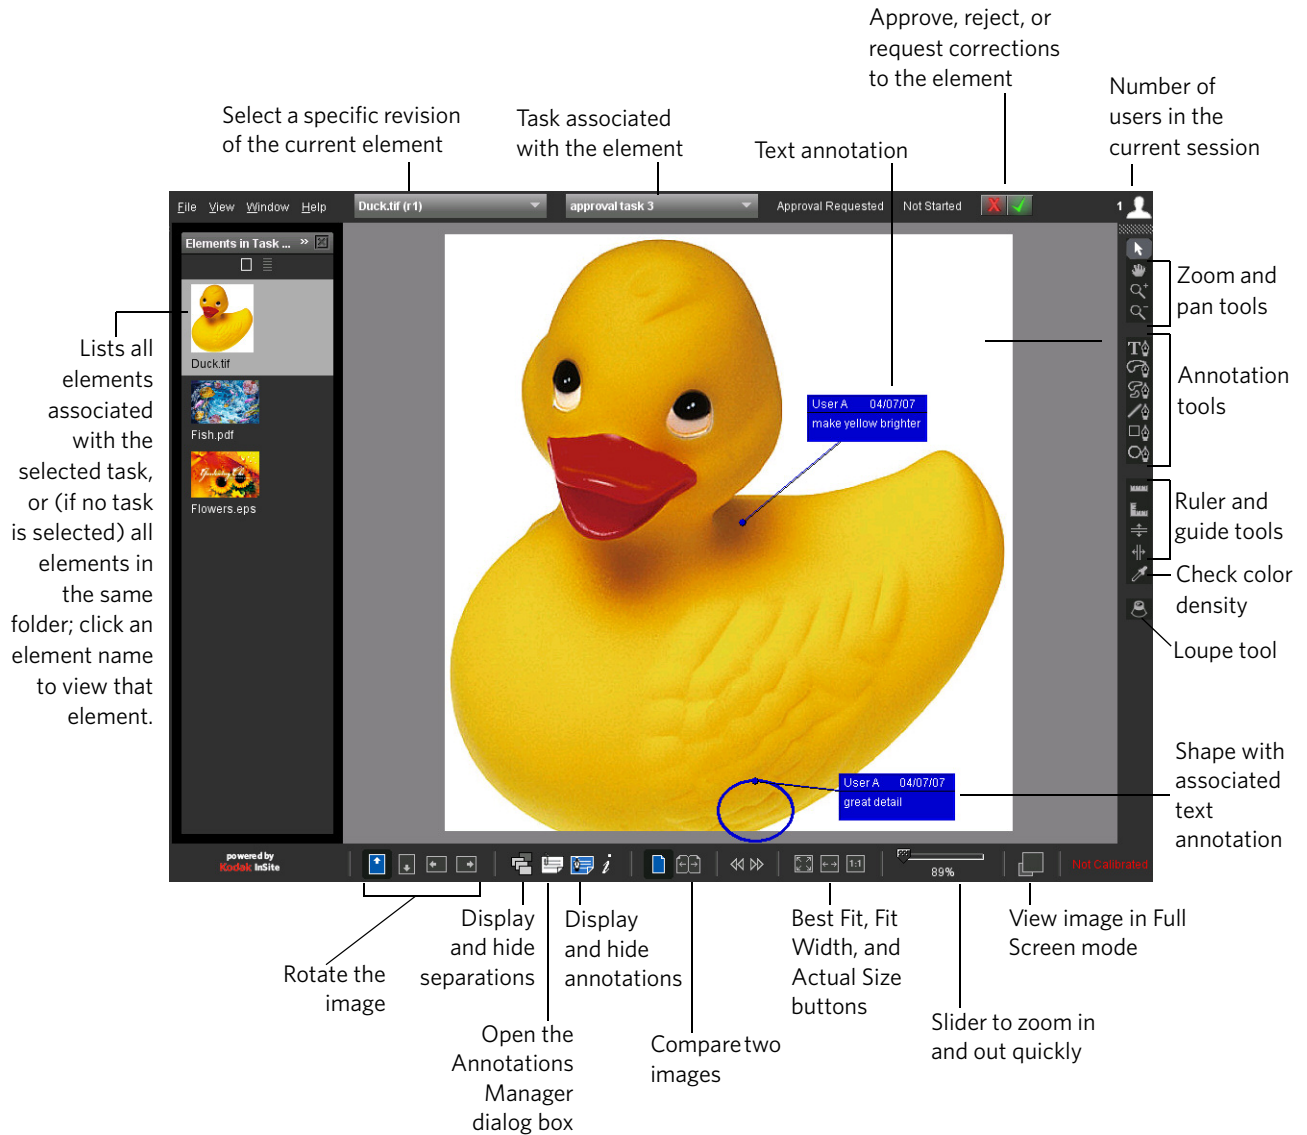 Approve, reject, or
request corrections
to the element
Number of
users in the
current session
Select a specific revision
of the current element
Task associated
with the element
Text annotation
File View Window Help
Duck.tif (r1)
approval task 3
Approval Requested
Not Started
1
Elements in Task ... »
Duck.tif
Fish.pdf
Flowers.eps
Lists all
elements
associated
with the
selected task,
or (if no task
is selected) all
elements in
the same
folder; click an
element name
to view that
element.
User A 04/07/07
make yellow brighter
User A 04/07/07
great detail
Zoom and
pan tools
Annotation
tools
Ruler and
guide tools
Check color
density
Loupe tool
Shape with
associated
text
annotation
powered by
Kodak InSite
1:1
89%
Not Calibrated
Rotate the
image
Display
and hide
separations
Open the
Annotations
Manager
dialog box
Display
and hide
annotations
Compare two
images
Best Fit, Fit
Width, and
Actual Size
buttons
Slider to zoom in
and out quickly
View image in Full
Screen mode